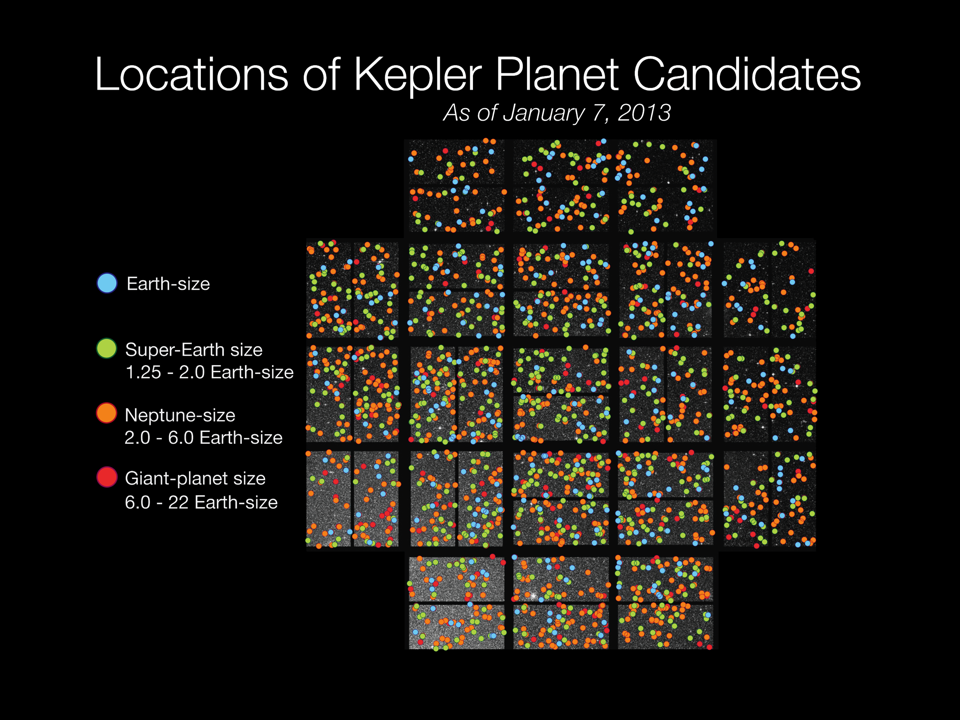 Locations of Kepler Planet Candidates
As of January 7, 2013
Earth-size
Super-Earth size
1.25 - 2.0 Earth-size
Neptune-size
2.0 - 6.0 Earth-size
Giant-planet size
6.0 - 22 Earth-size